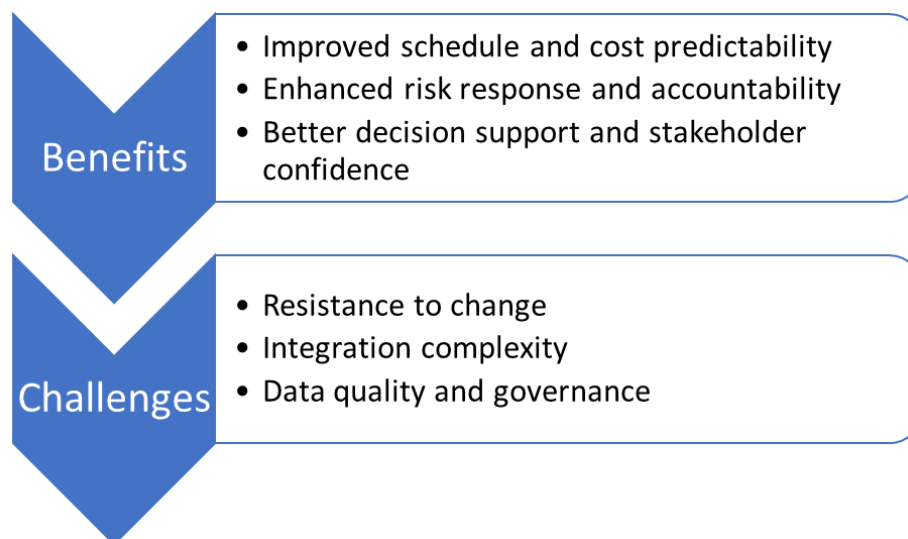 Benefits
• Improved schedule and cost predictability
• Enhanced risk response and accountability
• Better decision support and stakeholder
confidence
Challenges
• Resistance to change
• Integration complexity
• Data quality and governance